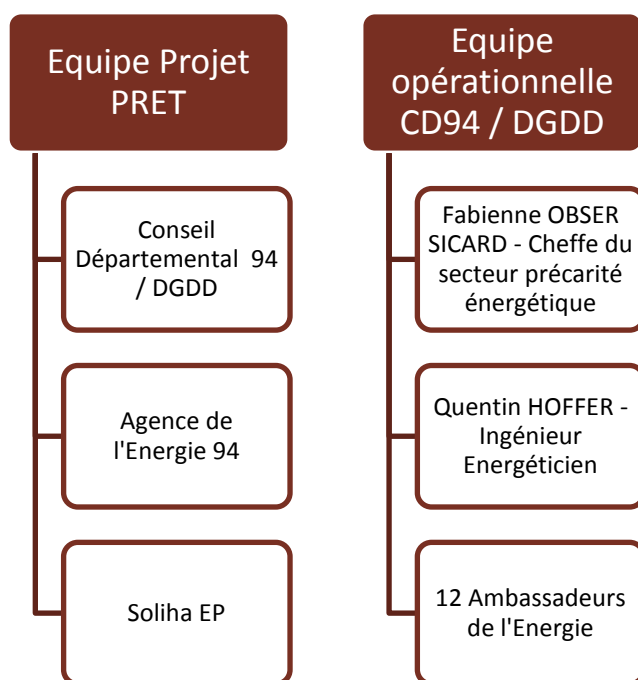 Equipe Projet
PRET
Conseil
Départemental 94
/ DGDD
Agence de
l'Energie 94
Soliha EP
Equipe
opérationnelle
CD94 / DGDD
Fabienne OBSER
SICARD - Cheffe du
secteur précarité
énergétique
Quentin HOFFER -
Ingénieur
Energéticien
12 Ambassadeurs
de l'Energie